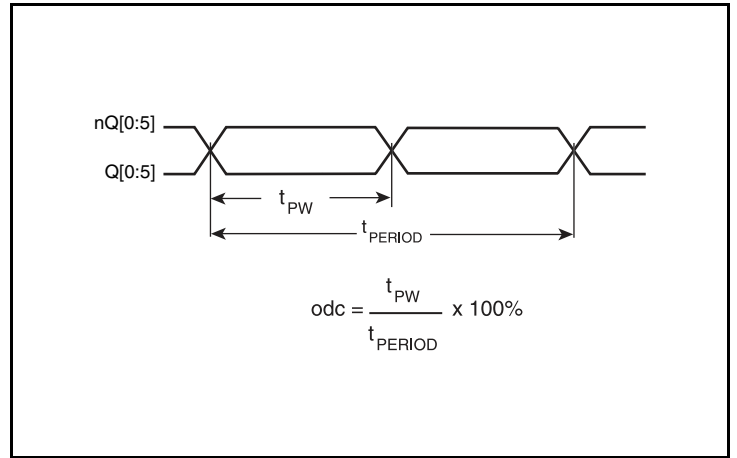 nQ[0:5]
Q[0:5]
tPW
tPERIOD
odc = tPW / tPERIOD x 100%